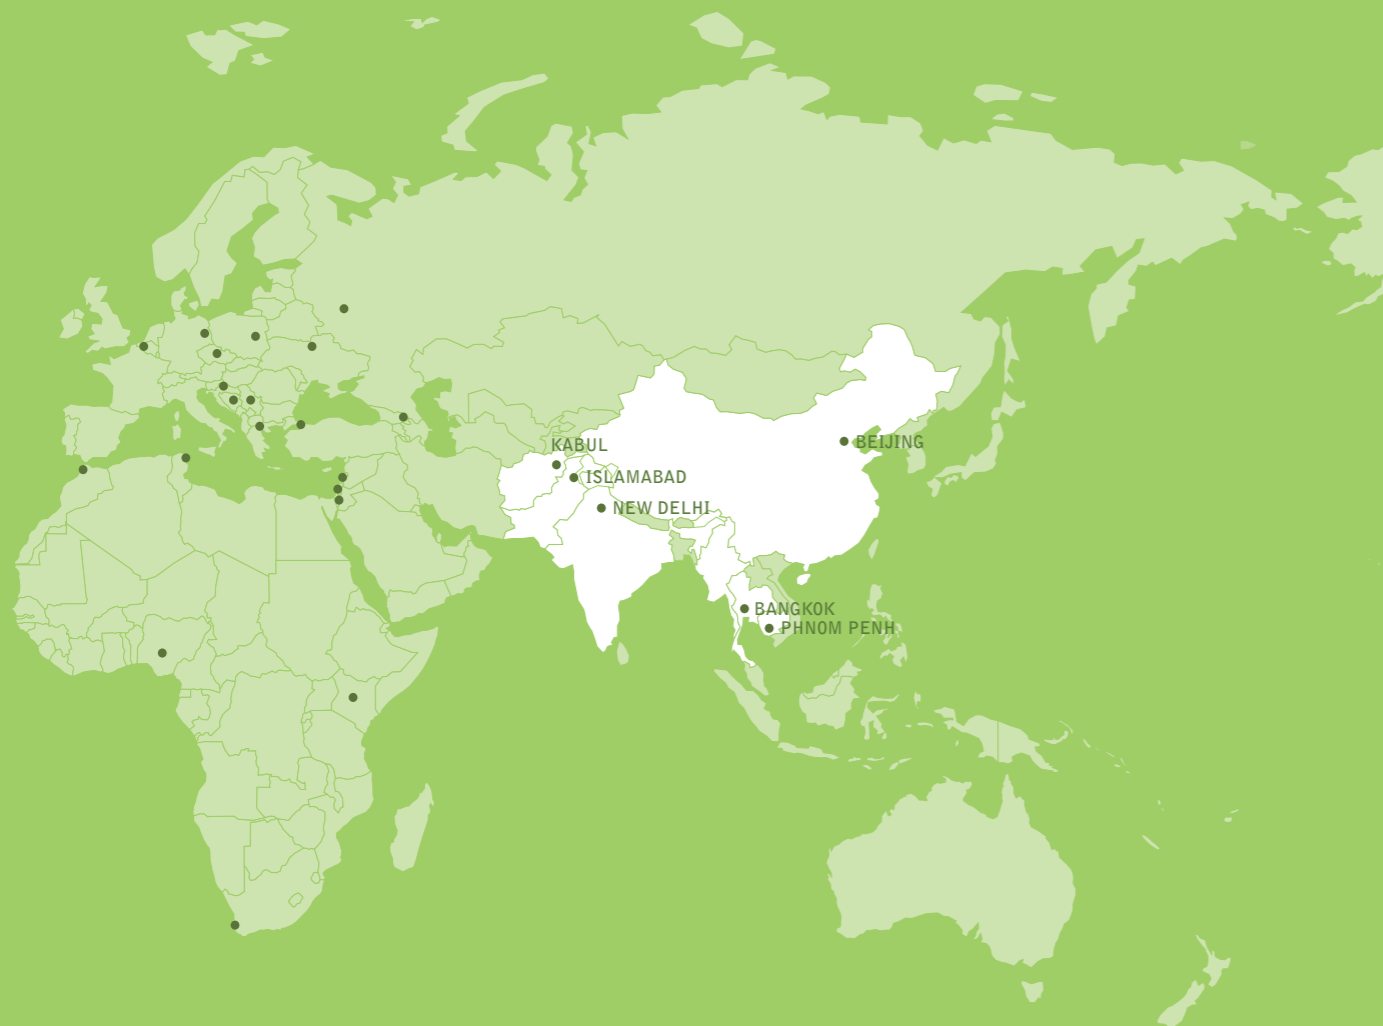 KABUL
BEIJING
ISLAMABAD
NEW DELHI
BANGKOK
PHNOM PENH